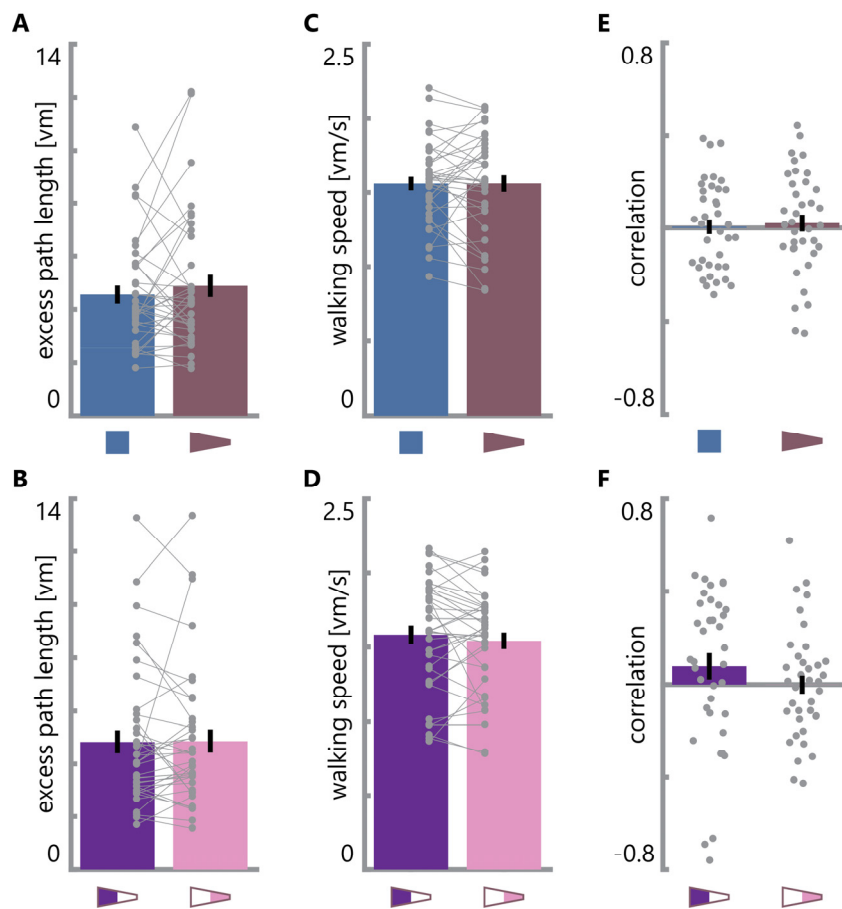 A
14
excess path length [vm]
0
C
2.5
walking speed [vm/s]
0
E
0.8
correlation
-0.8
B
14
excess path length [vm]
0
D
2.5
walking speed [vm/s]
0
F
0.8
correlation
-0.8